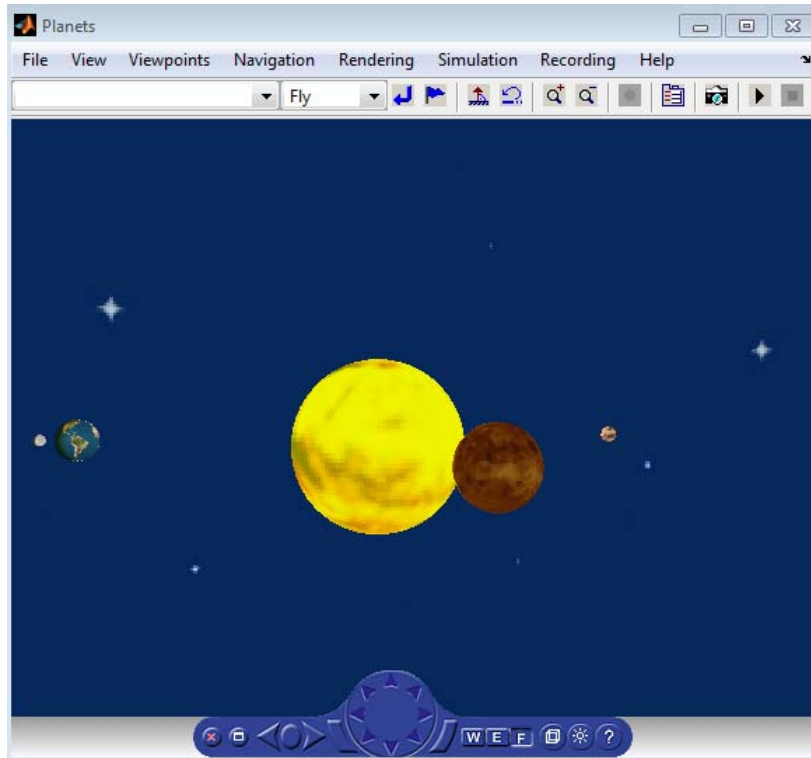 Planets
File View Viewpoints Navigation Rendering Simulation Recording Help
Fly
W E F ?